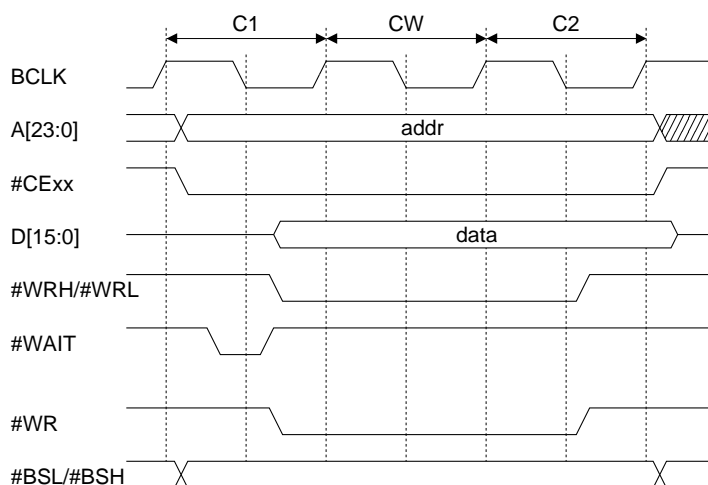 C1 CW C2
BCLK
A[23:0] addr
#CExx
D[15:0] data
#WRH/#WRL
#WAIT
#WR
#BSL/#BSH